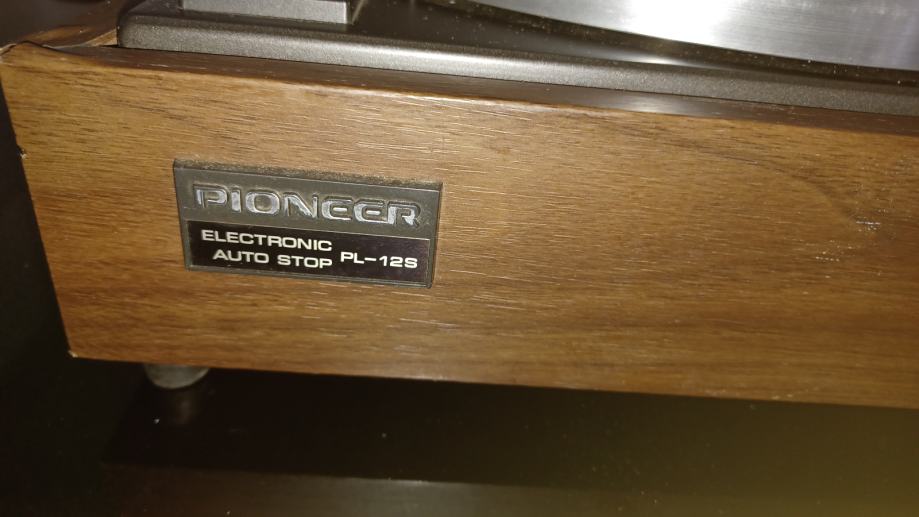 PIONEER
ELECTRONIC
AUTO STOP PL-12S